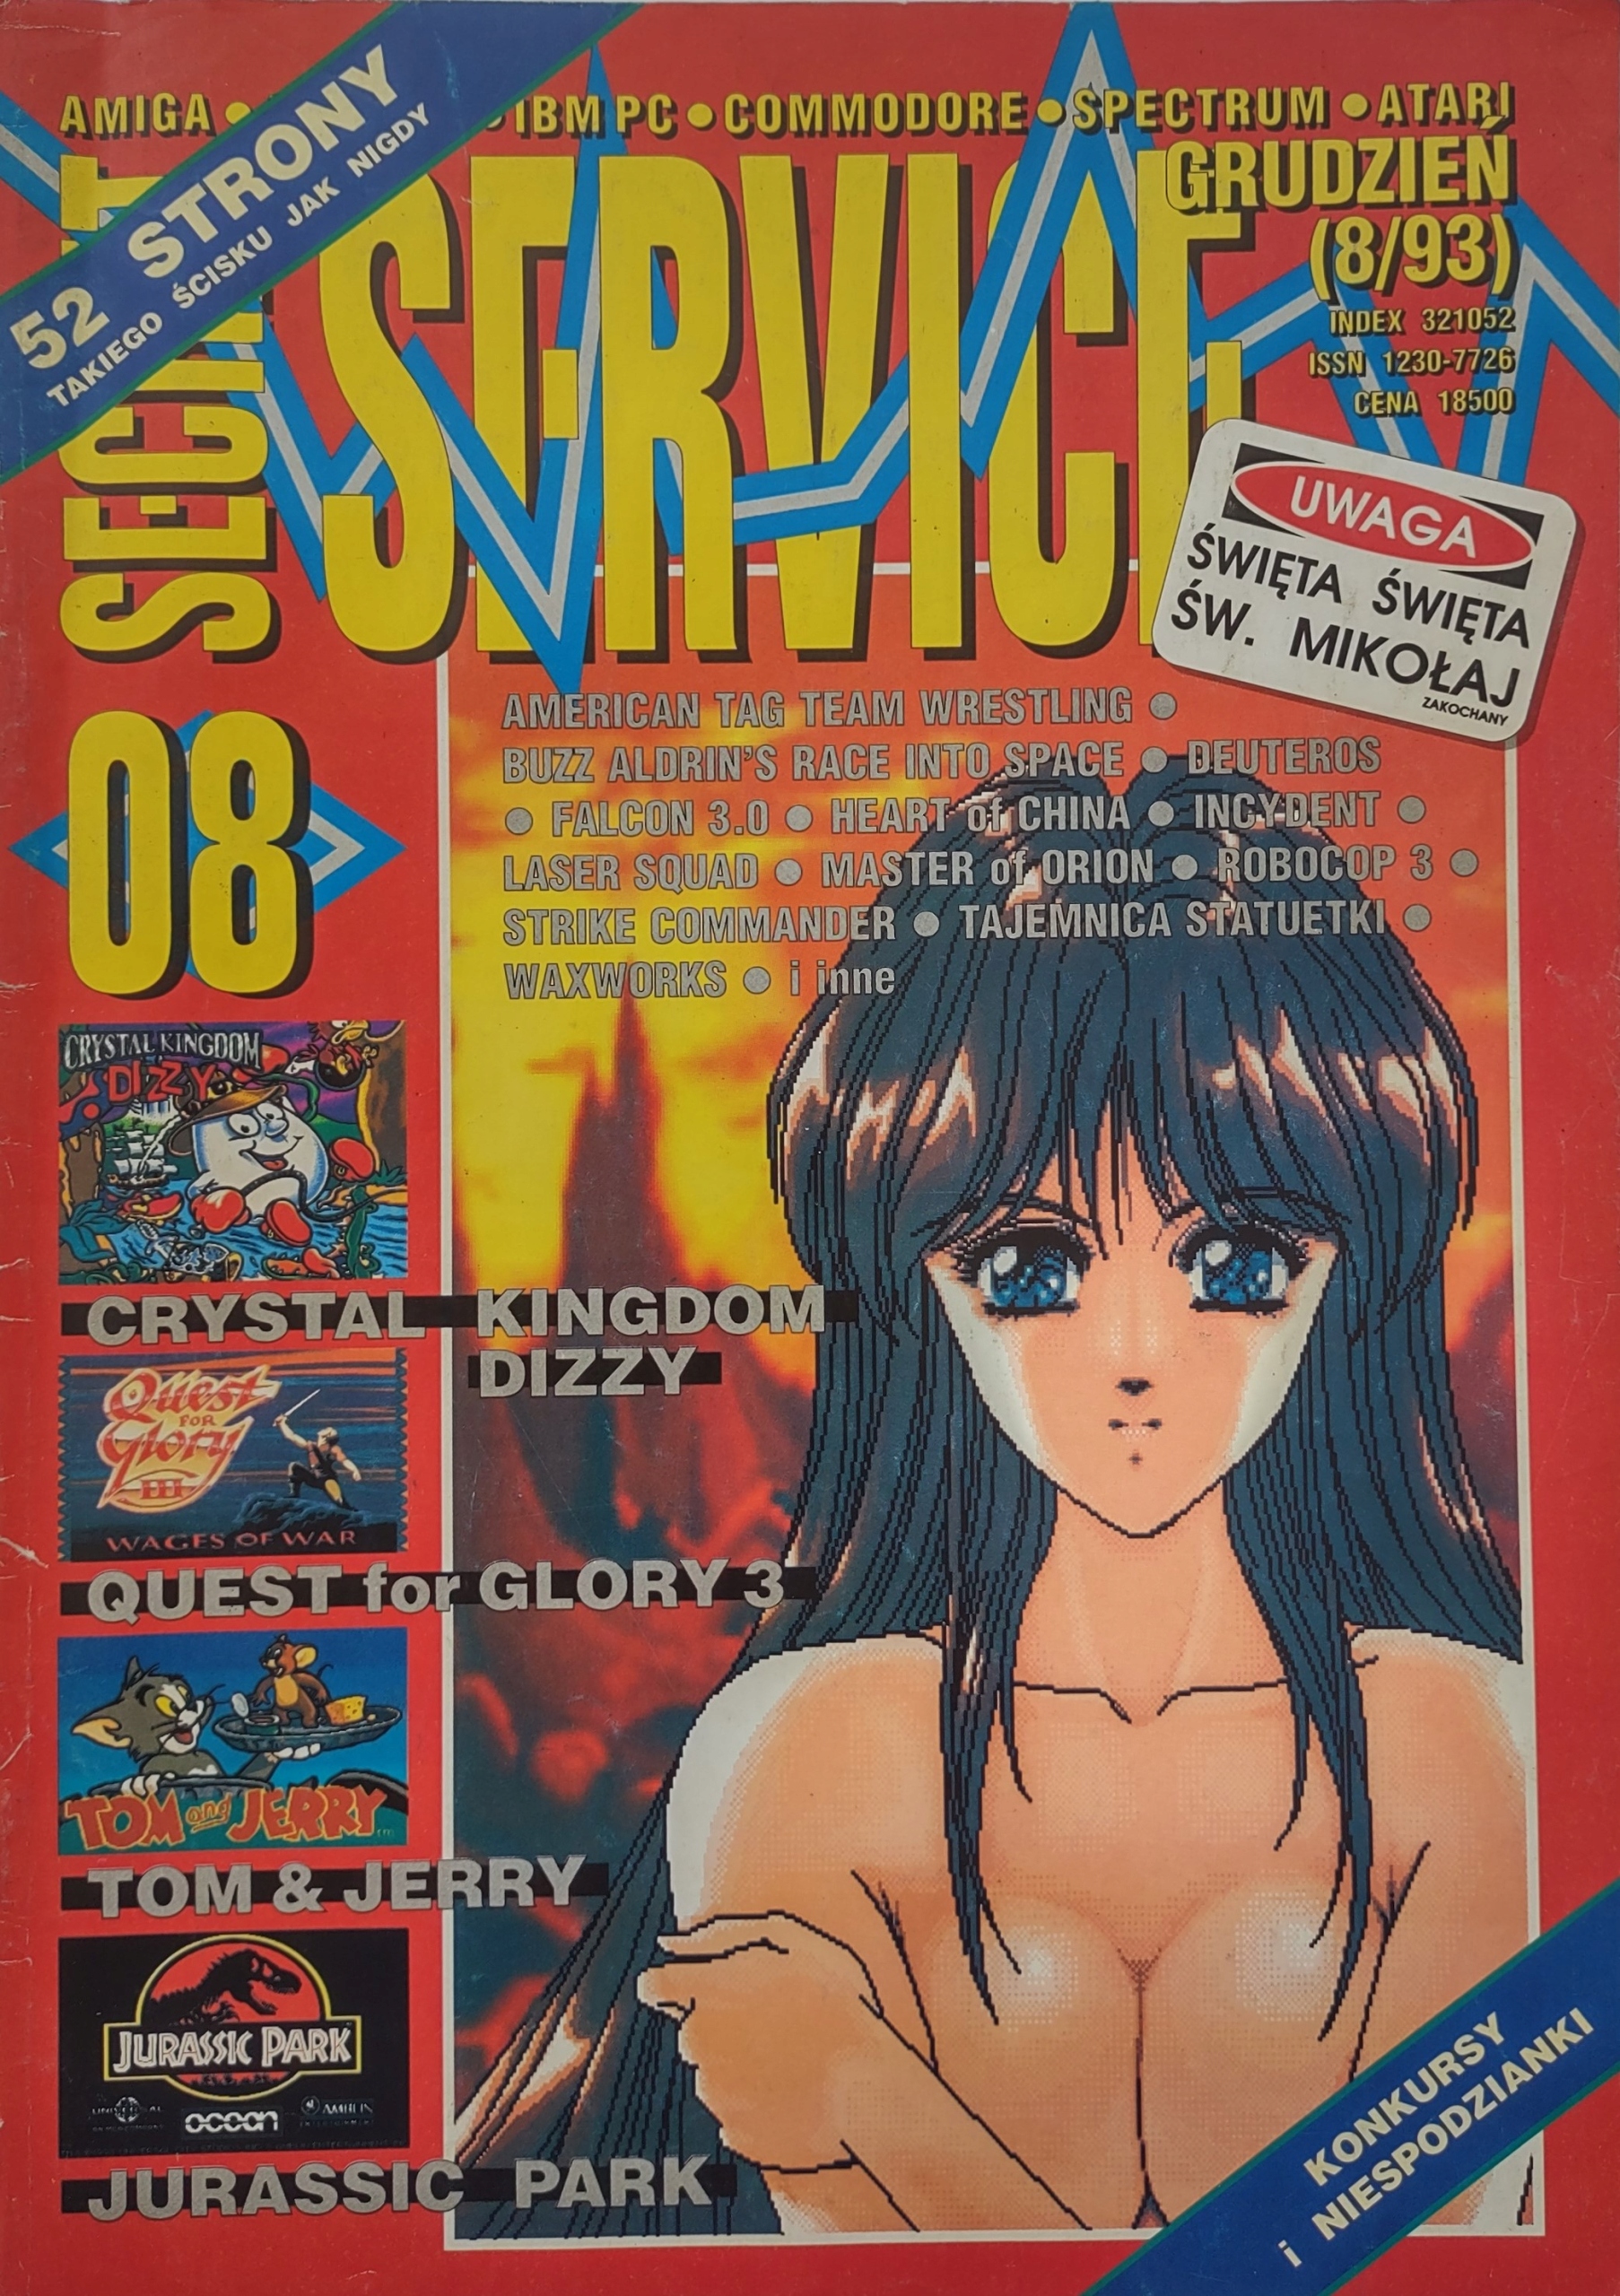 AMIGA • IBM PC • COMMODORE • SPECTRUM • ATARI
52 STRONY
TAKIEGO ŚCISKU JAK NIGDY
SECRET SERVICE
GRUDZIEŃ
(8/93)
INDEX 321052
ISSN 1230-7726
CENA 18500
UWAGA
ŚWIĘTA ŚWIĘTA
ŚW. MIKOŁAJ
ZAKOCHANY
08
AMERICAN TAG TEAM WRESTLING •
BUZZ ALDRIN'S RACE INTO SPACE • DEUTEROS
• FALCON 3.0 • HEART of CHINA • INCYDENT •
LASER SQUAD • MASTER of ORION • ROBOCOP 3 •
STRIKE COMMANDER • TAJEMNICA STATUETKI •
WAXWORKS • i inne
CRYSTAL KINGDOM
DIZZY
CRYSTAL KINGDOM
DIZZY
Quest
FOR
Glory
III
WAGES OF WAR
QUEST for GLORY 3
TOM and JERRY
TOM & JERRY
JURASSIC PARK
UNIVERSAL
ocean
AMBLIN
JURASSIC PARK
KONKURSY
i NIESPODZIANKI